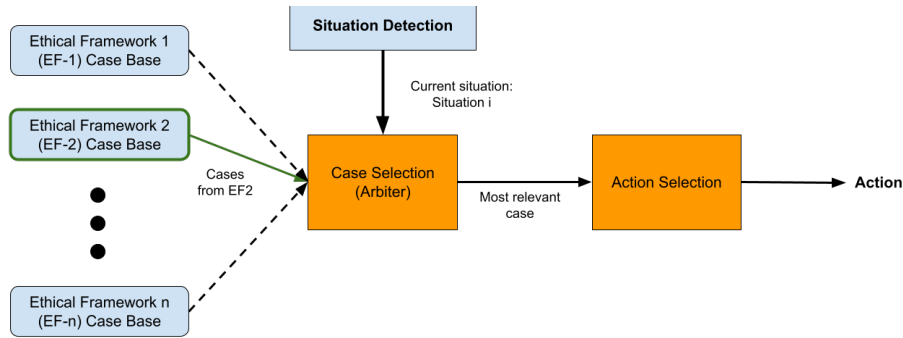 Ethical Framework 1
(EF-1) Case Base
Situation Detection
Current situation:
Situation i
Ethical Framework 2
(EF-2) Case Base
Cases
from EF2
Case Selection
(Arbiter)
Most relevant
case
Action Selection
Action
Ethical Framework n
(EF-n) Case Base